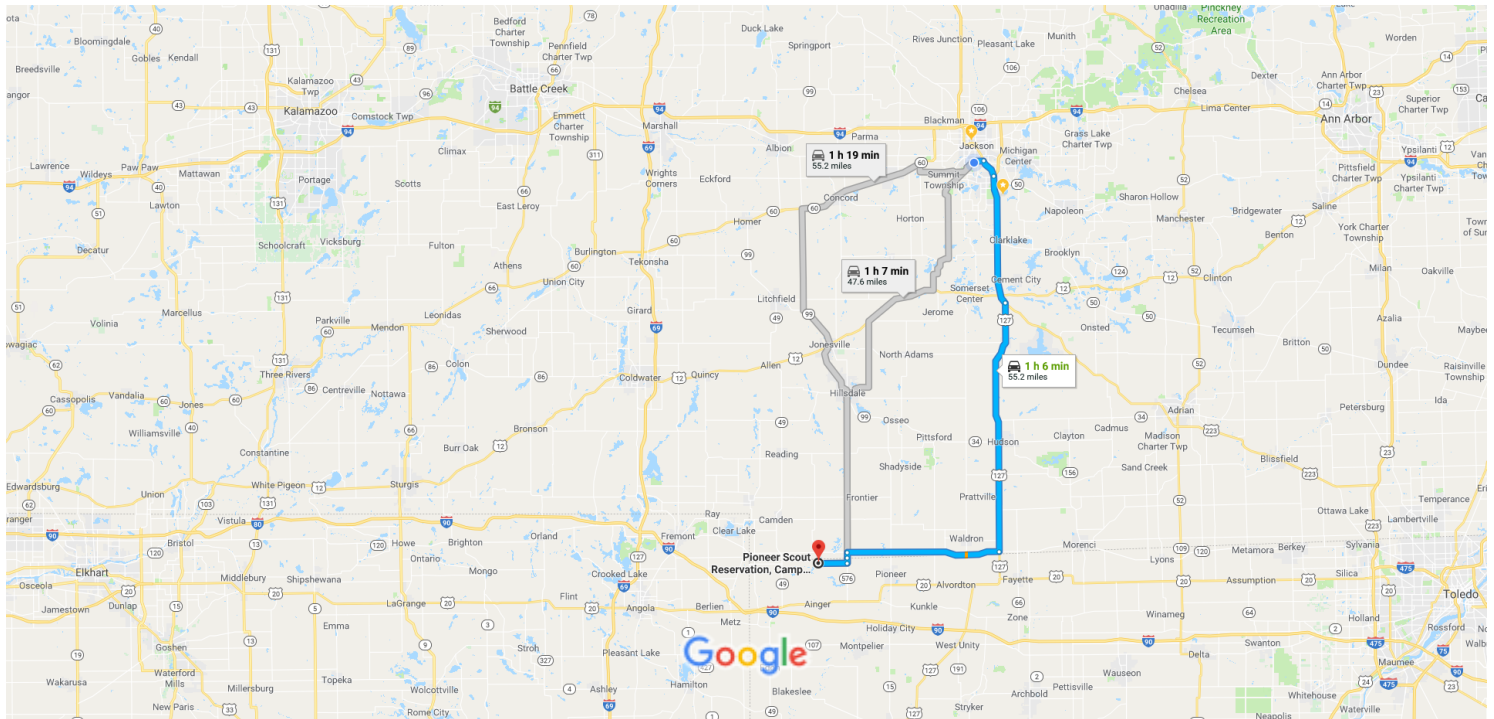 Pinckney
Recreation
Area
Bedford
Charter
Township
Duck Lake
Rives Junction
Pleasant Lake
Munith
Bloomingdale
Gobles
Kendall
Pennfield
Charter Twp
Springport
Worden
Breedsville
Kalamazoo
Twp
Kalamazoo
Comstock Twp
Battle Creek
Emmett
Charter
Township
Marshall
Albion
Parma
Blackman
Jackson
Michigan
Center
Grass Lake
Charter Twp
Chelsea
Dexter
Lima Center
Ann Arbor
Charter Twp
Ann Arbor
Superior
Charter Twp
Lawrence
Paw Paw
Wildeys
Mattawan
Portage
Climax
Scotts
Wrights
Corners
Eckford
1 h 19 min
55.2 miles
Summit
Township
Concord
Pittsfield
Charter Twp
Ypsilanti
Charter Twp
Lawton
East Leroy
Homer
Horton
Napoleon
Sharon Hollow
Manchester
Bridgewater
Saline
York Charter
Township
Decatur
Schoolcraft
Vicksburg
Fulton
Burlington
Tekonsha
Clarklake
Brooklyn
Benton
Milan
Oakville
Athens
Union City
1 h 7 min
47.6 miles
Cement City
Somerset
Center
Clinton
Marcellus
Volinia
Parkville
Mendon
Leonidas
Sherwood
Girard
Litchfield
Jerome
Onsted
Tecumseh
Azalia
Britton
Dundee
Raisinville
Township
Three Rivers
Colon
Coldwater
Quincy
Allen
Jonesville
North Adams
1 h 6 min
55.2 miles
Cassopolis
Vandalia
Jones
Centreville
Nottawa
Hillsdale
Osseo
Adrian
Petersburg
Ida
Williamsville
Constantine
Burr Oak
Bronson
Reading
Pittsford
Hudson
Clayton
Cadmus
Madison
Charter Twp
Blissfield
Shadyside
Sand Creek
Edwardsburg
Union
White Pigeon
Sturgis
Frontier
Prattville
Temperance
Ottawa Lake
Lambertville
Vistula
Bristol
Howe
Brighton
Orland
Ray
Clear Lake
Fremont
Camden
Waldron
Morenci
Lyons
Metamora
Berkey
Sylvania
Elkhart
Ontario
Mongo
Crooked Lake
Pioneer Scout
Reservation, Camp...
Pioneer
Alvordton
Fayette
Assumption
Silica
Osceola
Middlebury
Shipshewana
LaGrange
Flint
Angola
Berlien
Metz
Ainger
Kunkle
Zone
Winameg
Holland
Toledo
Rossford
Jamestown
Dunlap
Emma
Holiday City
Swanton
Goshen
Stroh
Pleasant Lake
Google
Montpelier
West Unity
Delta
Maumee
Wakarusa
Waterford
Mills
Millersburg
Topeka
Wolcottville
Ashley
Hamilton
Blakeslee
Archbold
Pettisville
Wauseon
Whitehouse
New Paris
Rome City
Stryker
Neapolis
Waterville